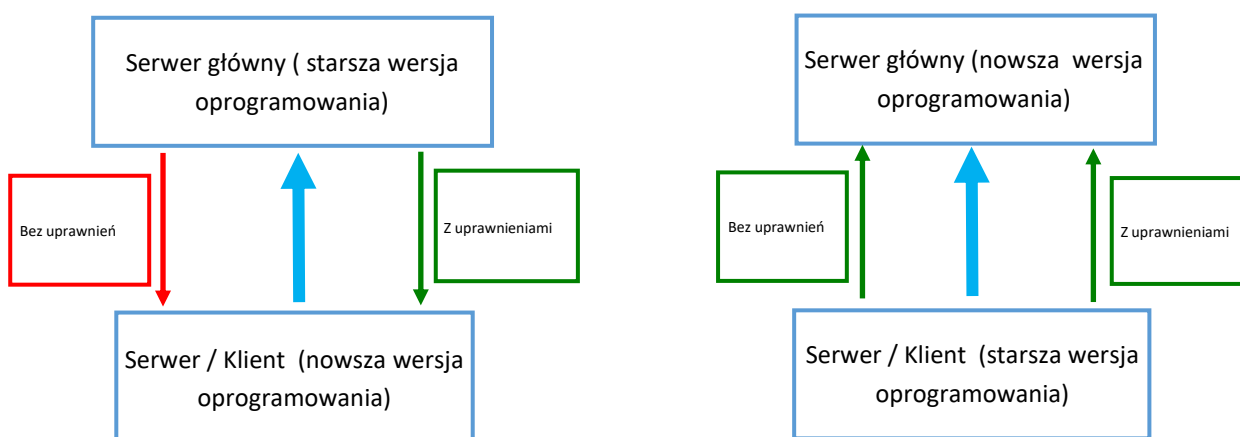 Serwer główny ( starsza wersja
oprogramowania)
Bez uprawnień
Z uprawnieniami
Serwer / Klient (nowsza wersja
oprogramowania)
Serwer główny (nowsza wersja
oprogramowania)
Bez uprawnień
Z uprawnieniami
Serwer / Klient (starsza wersja
oprogramowania)